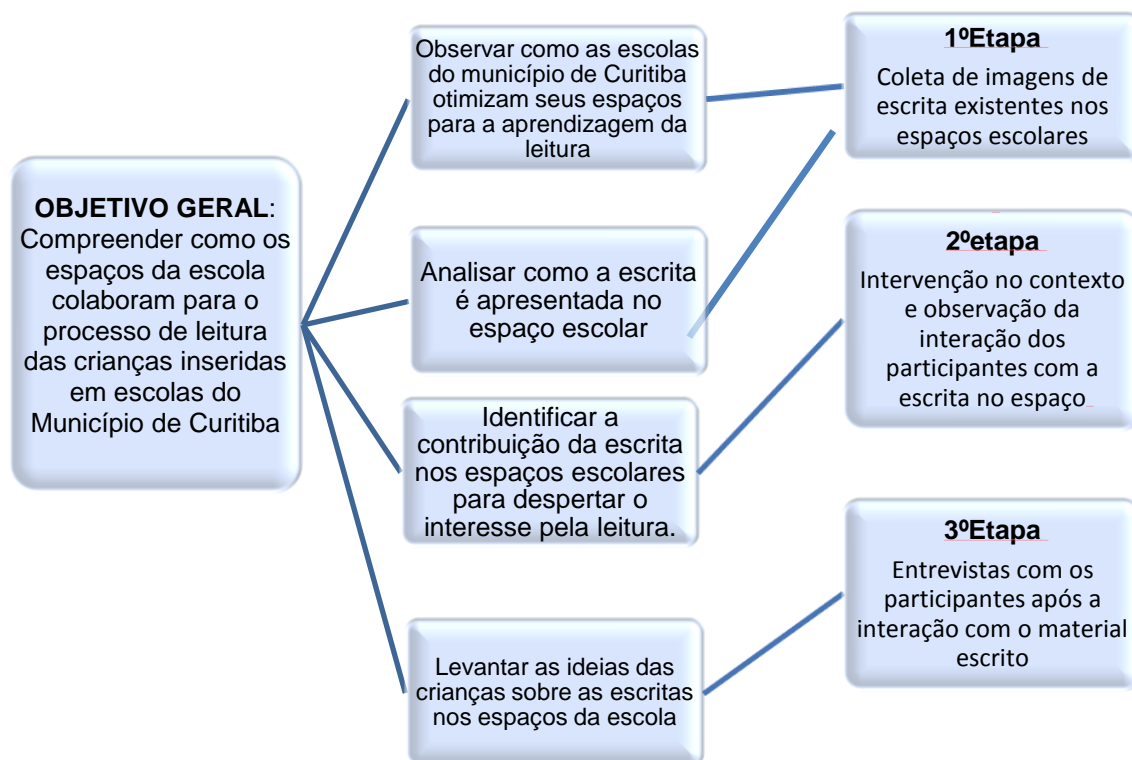 OBJETIVO GERAL:
Compreender como os
espaços da escola
colaboram para o
processo de leitura
das crianças inseridas
em escolas do
Município de Curitiba
Observar como as escolas
do município de Curitiba
otimizam seus espaços
para a aprendizagem da
leitura
Analisar como a escrita
é apresentada no
espaço escolar
Identificar a
contribuição da escrita
nos espaços escolares
para despertar o
interesse pela leitura.
Levantar as ideias das
crianças sobre as escritas
nos espaços da escola
1ºEtapa
Coleta de imagens de
escrita existentes nos
espaços escolares
2ºetapa
Intervenção no contexto
e observação da
interação dos
participantes com a
escrita no espaço
3ºEtapa
Entrevistas com os
participantes após a
interação com o material
escrito